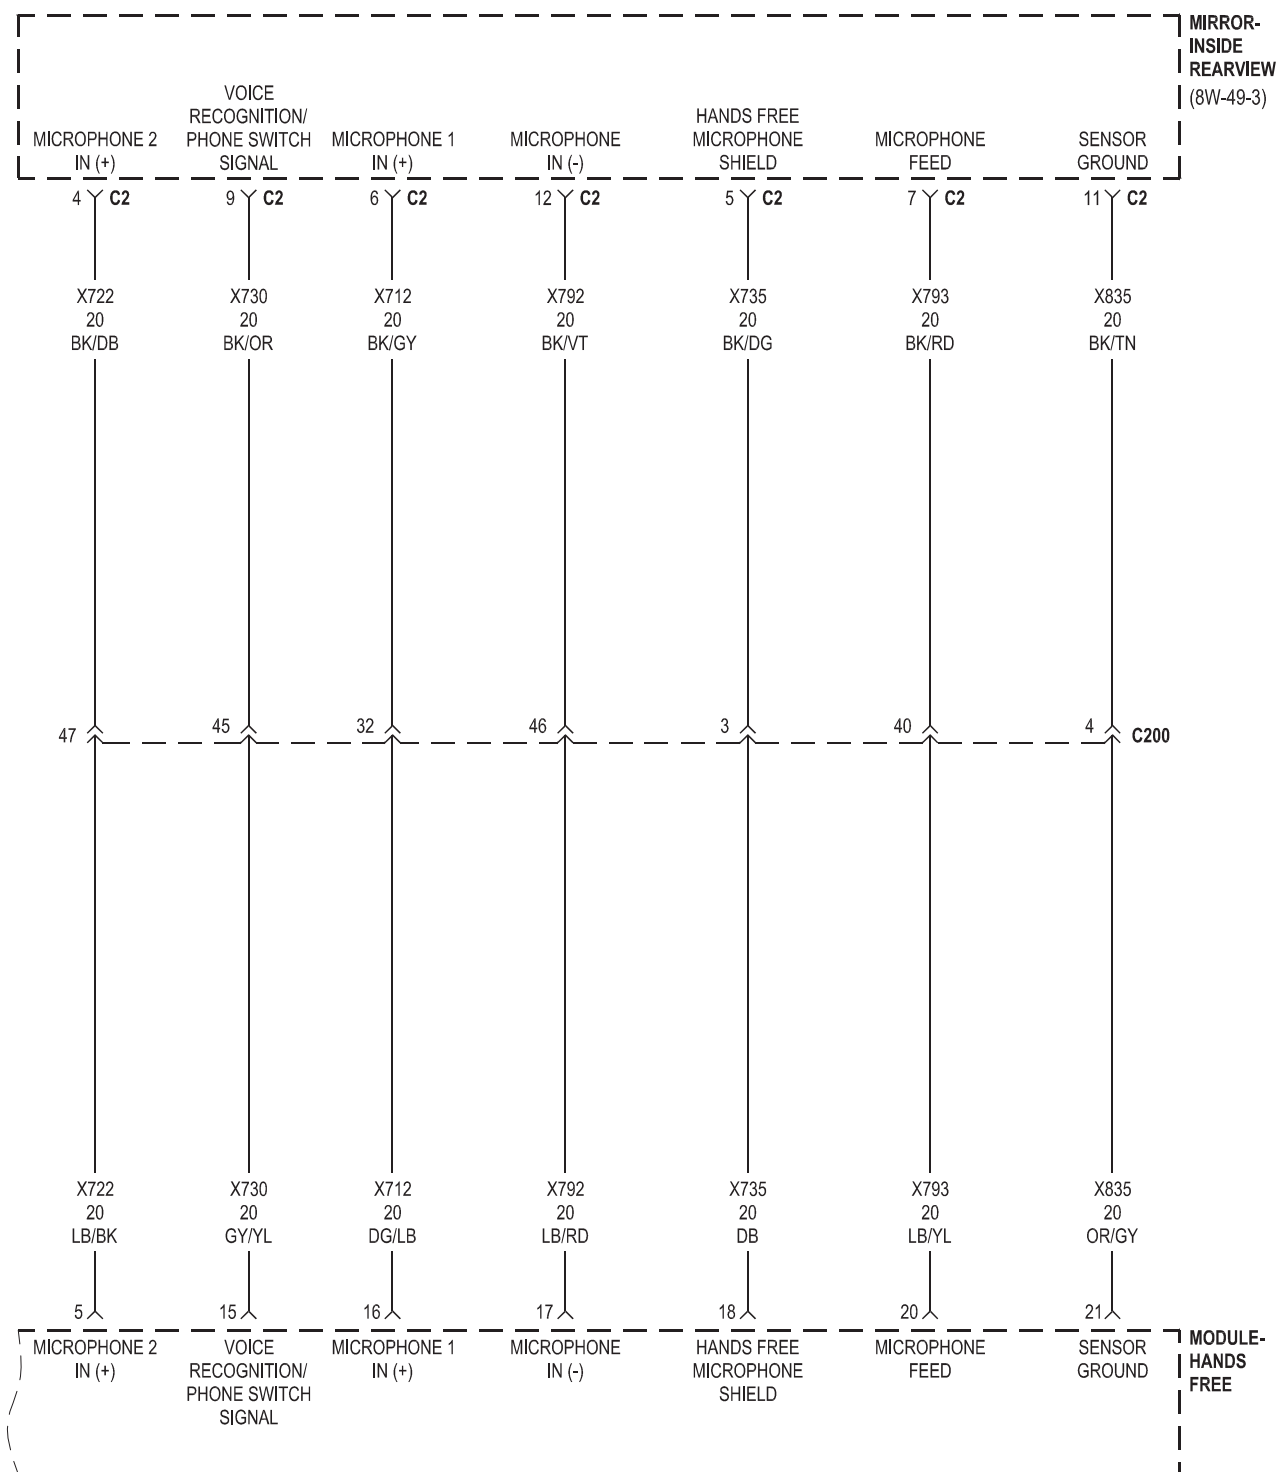 MIRROR-
INSIDE
REARVIEW
(8W-49-3)
MICROPHONE 2
IN (+)
VOICE
RECOGNITION/
PHONE SWITCH
SIGNAL
MICROPHONE 1
IN (+)
MICROPHONE
IN (-)
HANDS FREE
MICROPHONE
SHIELD
MICROPHONE
FEED
SENSOR
GROUND
4 C2
9 C2
6 C2
12 C2
5 C2
7 C2
11 C2
X722
20
BK/DB
X730
20
BK/OR
X712
20
BK/GY
X792
20
BK/VT
X735
20
BK/DG
X793
20
BK/RD
X835
20
BK/TN
47
45
32
46
3
40
4
C200
X722
20
LB/BK
X730
20
GY/YL
X712
20
DG/LB
X792
20
LB/RD
X735
20
DB
X793
20
LB/YL
X835
20
OR/GY
5
15
16
17
18
20
21
MICROPHONE 2
IN (+)
VOICE
RECOGNITION/
PHONE SWITCH
SIGNAL
MICROPHONE 1
IN (+)
MICROPHONE
IN (-)
HANDS FREE
MICROPHONE
SHIELD
MICROPHONE
FEED
SENSOR
GROUND
MODULE-
HANDS
FREE